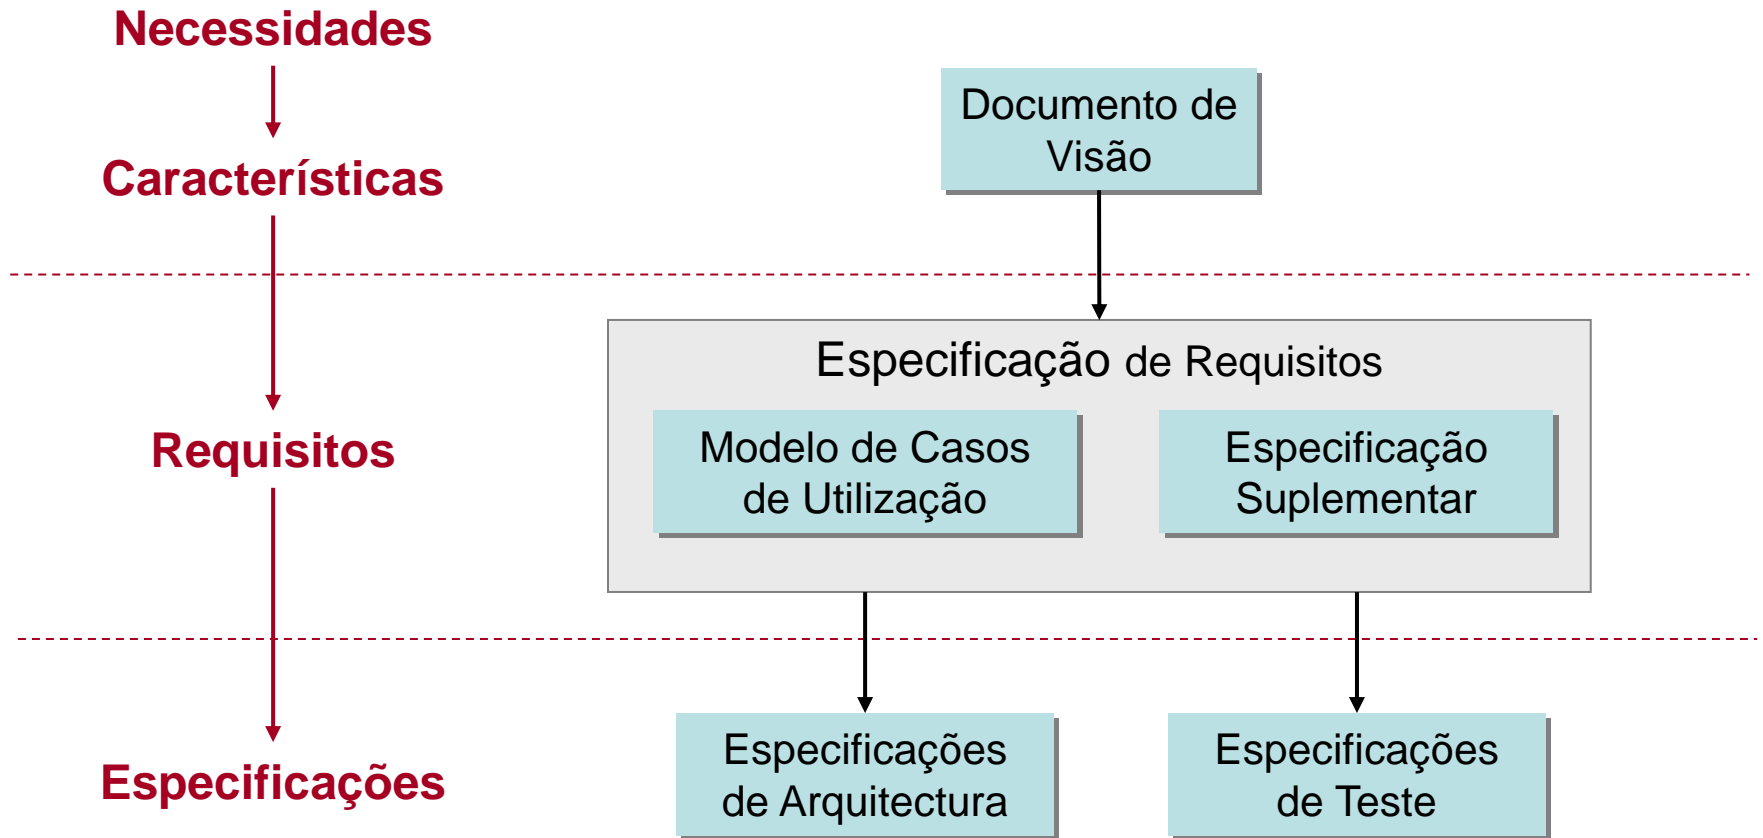 Necessidades
Documento de
Visão
Características
Especificação de Requisitos
Requisitos
Modelo de Casos
de Utilização
Especificação
Suplementar
Especificações
Especificações
de Arquitectura
Especificações
de Teste